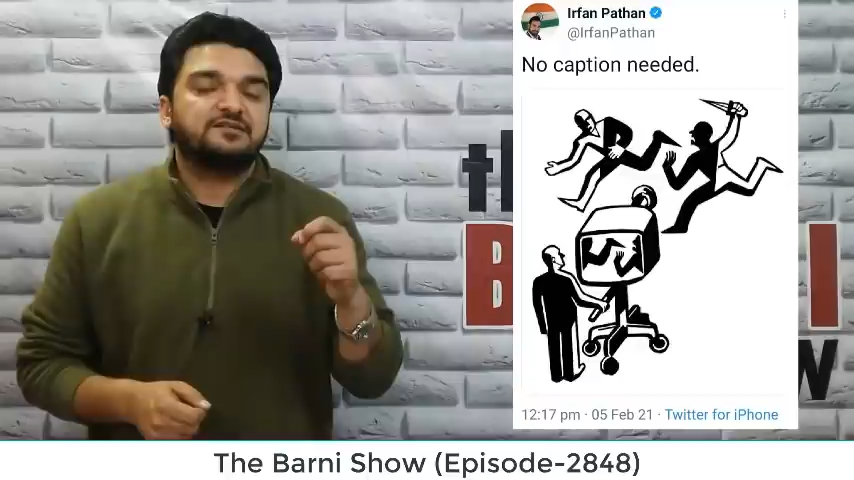 Irfan Pathan
@IrfanPathan
No caption needed.
12:17 pm · 05 Feb 21 · Twitter for iPhone
The Barni Show (Episode-2848)